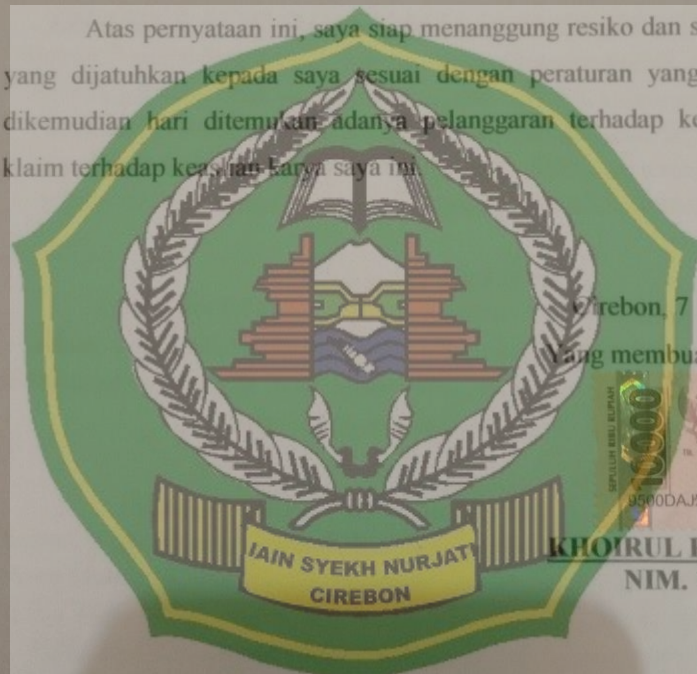 Atas pernyataan ini, saya siap menanggung resiko dan s
yang dijatuhkan kepada saya sesuai dengan peraturan yang
dikemudian hari ditemukan adanya pelanggaran terhadap ke
klaim terhadap keaslian karya saya ini.
Cirebon, 7
Yang membua
SEPULUH RIBU RUPIAH
10000
9500DAJ
KHOIRUL
NIM.
IAIN SYEKH NURJATI
CIREBON